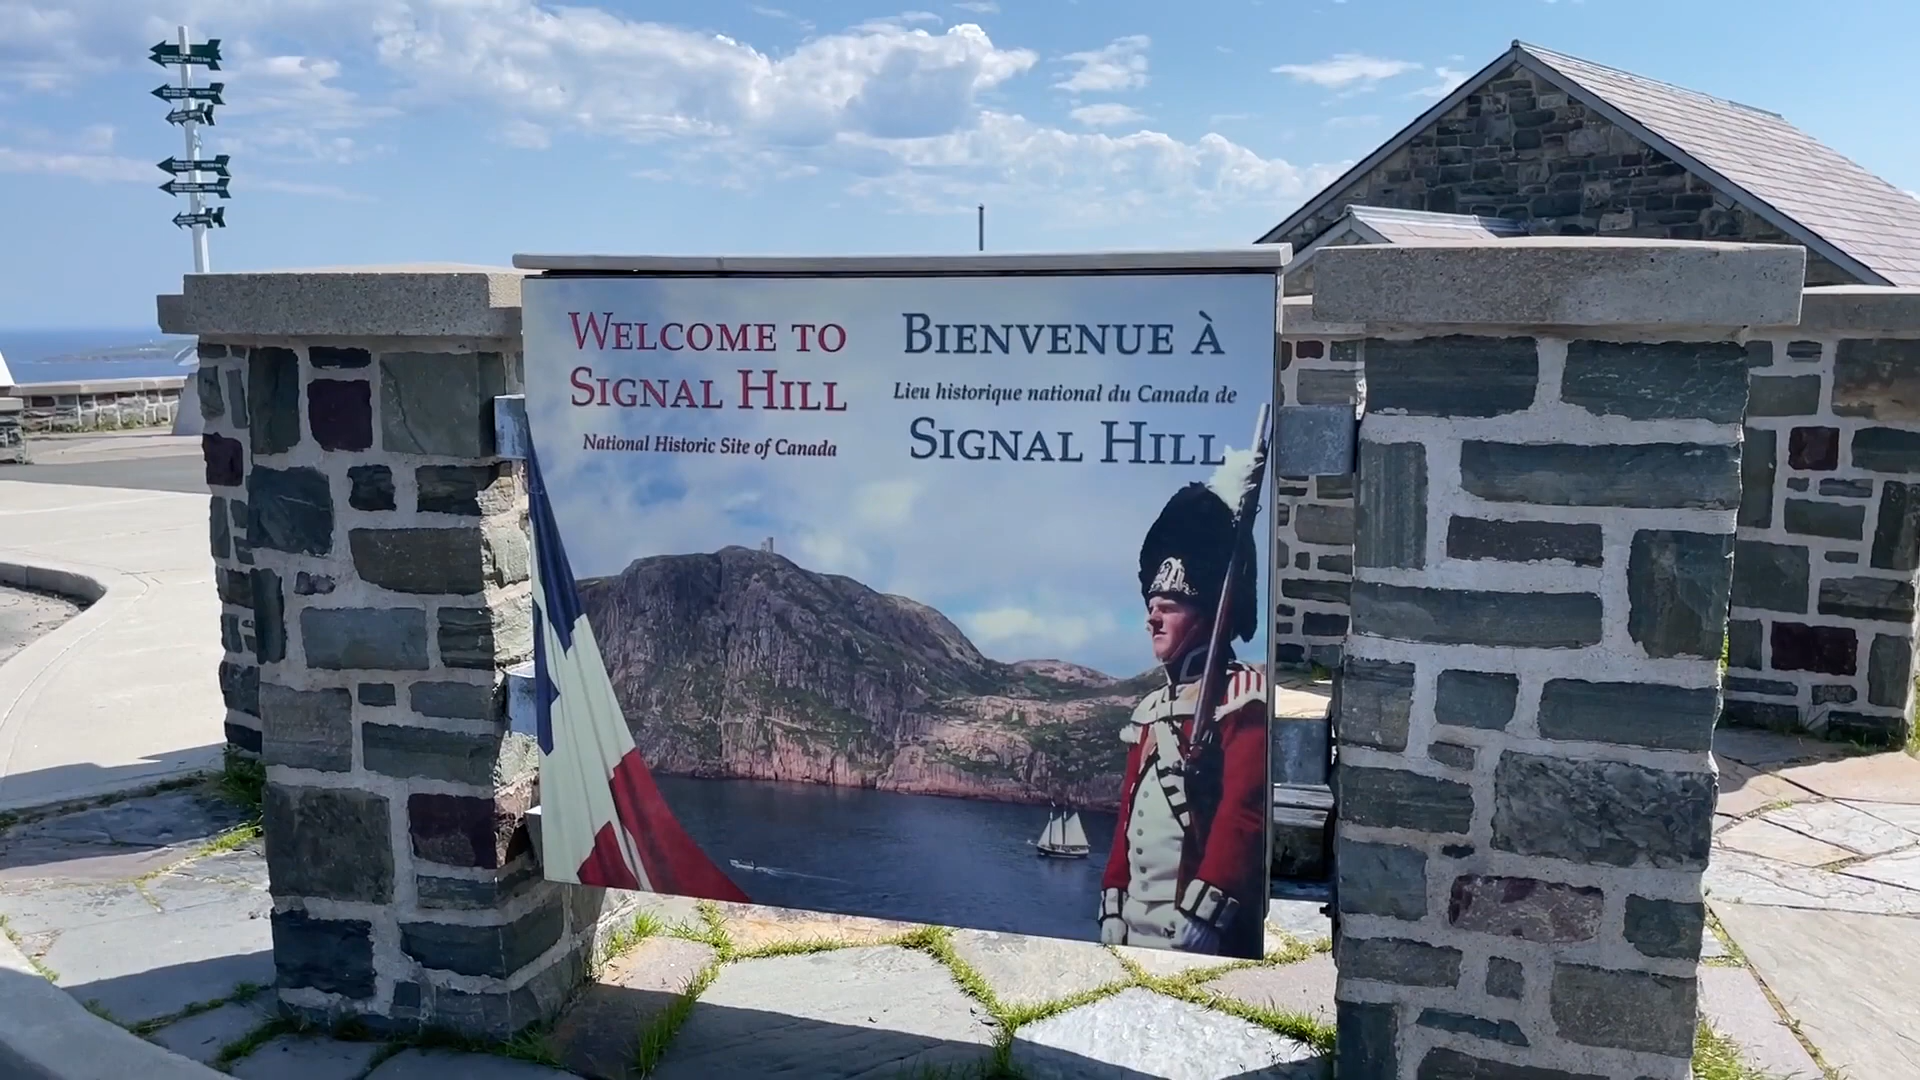 WELCOME TO
SIGNAL HILL
National Historic Site of Canada
BIENVENUE À
Lieu historique national du Canada de
SIGNAL HILL